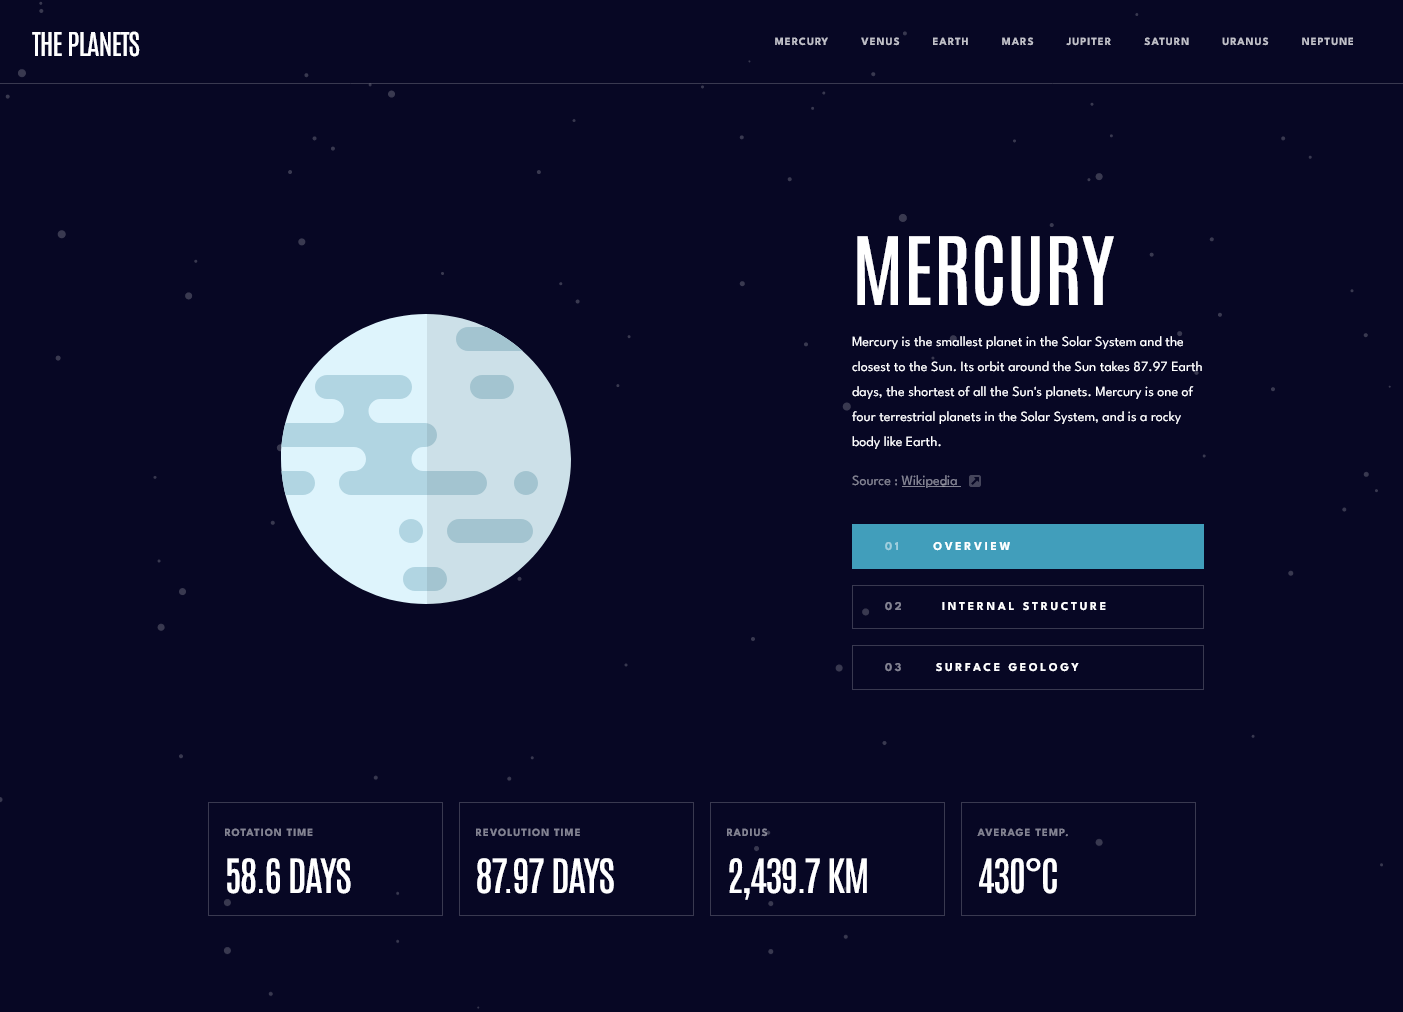 THE PLANETS
MERCURY VENUS EARTH MARS JUPITER SATURN URANUS NEPTUNE
MERCURY
Mercury is the smallest planet in the Solar System and the
closest to the Sun. Its orbit around the Sun takes 87.97 Earth
days, the shortest of all the Sun's planets. Mercury is one of
four terrestrial planets in the Solar System, and is a rocky
body like Earth.
Source : Wikipedia
01 OVERVIEW
02 INTERNAL STRUCTURE
03 SURFACE GEOLOGY
ROTATION TIME
58.6 DAYS
REVOLUTION TIME
87.97 DAYS
RADIUS
2,439.7 KM
AVERAGE TEMP.
430°C